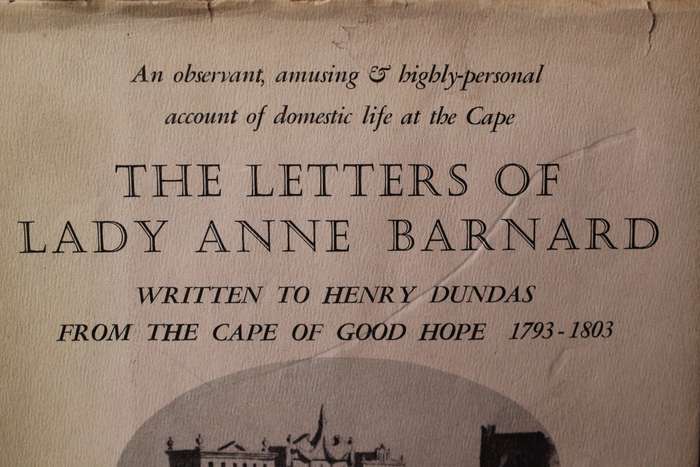 An observant, amusing & highly-personal
account of domestic life at the Cape
THE LETTERS OF
LADY ANNE BARNARD
WRITTEN TO HENRY DUNDAS
FROM THE CAPE OF GOOD HOPE 1793-1803